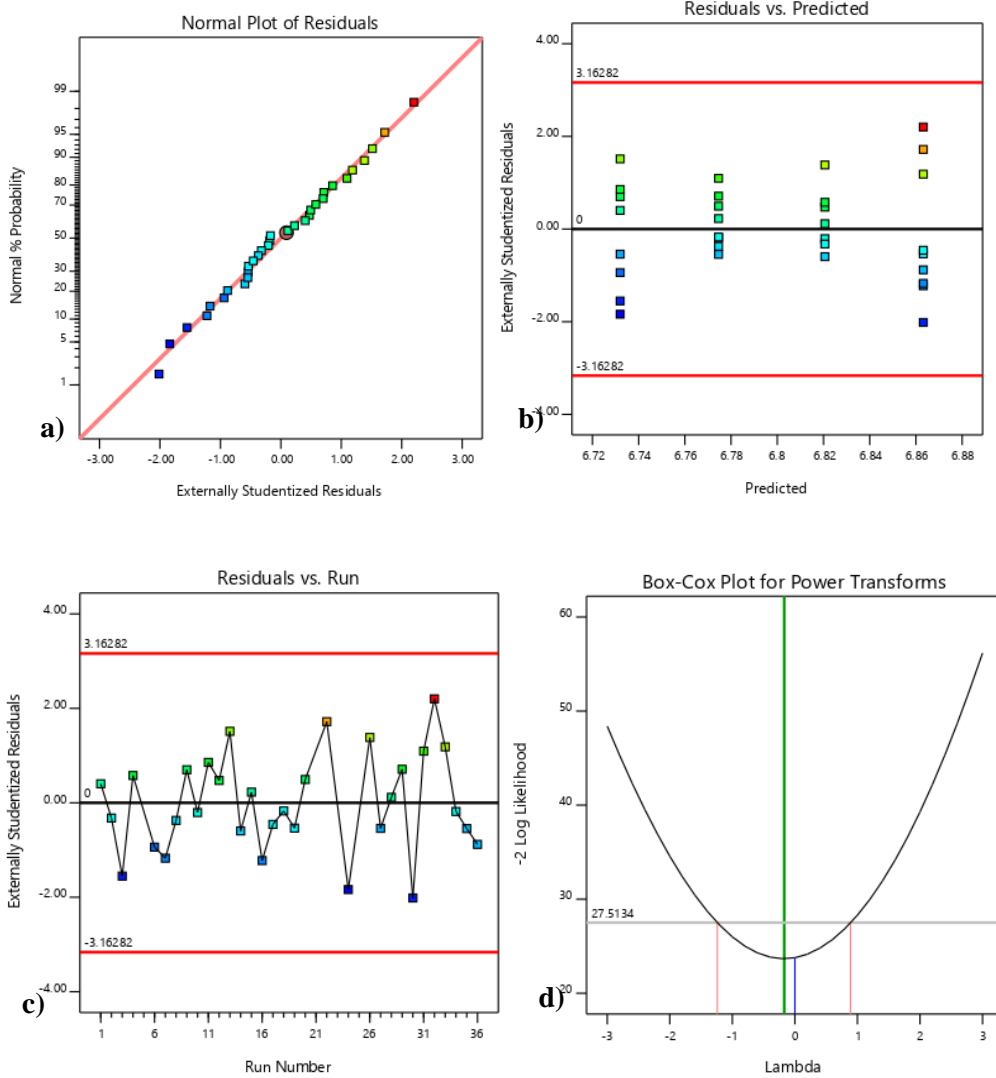 Normal Plot of Residuals
Normal % Probability
99
95
90
80
70
50
30
20
10
5
1
a)
-3.00 -2.00 -1.00 0.00 1.00 2.00 3.00
Externally Studentized Residuals
Residuals vs. Predicted
Externally Studentized Residuals
4.00
3.16282
2.00
0.00
0
-2.00
-3.16282
-4.00
b)
6.72 6.74 6.76 6.78 6.8 6.82 6.84 6.86 6.88
Predicted
Residuals vs. Run
Externally Studentized Residuals
4.00
3.16282
2.00
0.00
0
-2.00
-3.16282
-4.00
c)
1 6 11 16 21 26 31 36
Run Number
Box-Cox Plot for Power Transforms
-2 Log Likelihood
60
50
40
30
27.5134
20
d)
-3 -2 -1 0 1 2 3
Lambda